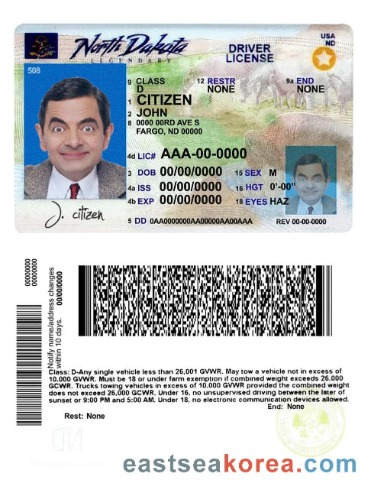 North Dakota
LEGENDARY
DRIVER
LICENSE
USA
ND
508
9 CLASS
D
12 RESTR
NONE
9a END
NONE
1 CITIZEN
2 JOHN
8 0000 00RD AVE S
FARGO, ND 00000
4d LIC# AAA-00-0000
3 DOB 00/00/0000
15 SEX M
4a ISS 00/00/0000
16 HGT 0'-00"
4b EXP 00/00/0000
18 EYES HAZ
J. citizen
5 DD 0AA0000000AA00000AA00AAA
REV 00-00-0000
00000000
00000000
Notify name/address changes
within 10 days.
00/00/0000
Class: D-Any single vehicle less than 26,001 GVWR. May tow a vehicle not in excess of
10,000 GVWR. Must be 18 or under farm exemption if combined weight exceeds 26,000
GCWR. Trucks towing vehicles in excess of 10,000 GVWR provided the combined weight
does not exceed 26,000 GCWR. Under 16, no unsupervised driving between the later of
sunset or 9:00 PM and 5:00 AM. Under 18, no electronic communication devices allowed.
End: None
Rest: None
ND
eastseakorea.com